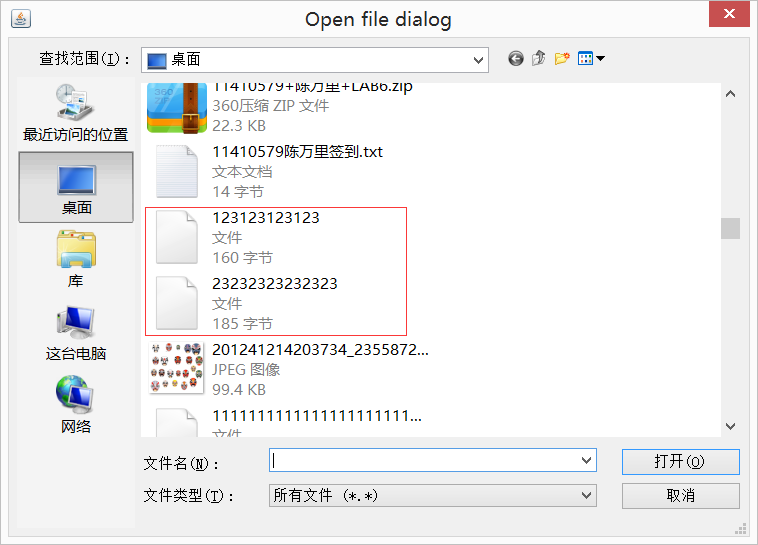 Open file dialog
查找范围(I)：
桌面
最近访问的位置
桌面
库
这台电脑
网络
11410579+陈万里+LAB6.zip
360压缩 ZIP 文件
22.3 KB
11410579陈万里签到.txt
文本文档
14 字节
123123123123
文件
160 字节
23232323232323
文件
185 字节
201241214203734_2355872...
JPEG 图像
99.4 KB
1111111111111111111111...
文件
文件名(N)：
打开(O)
文件类型(T)：
所有文件 (*.*)
取消